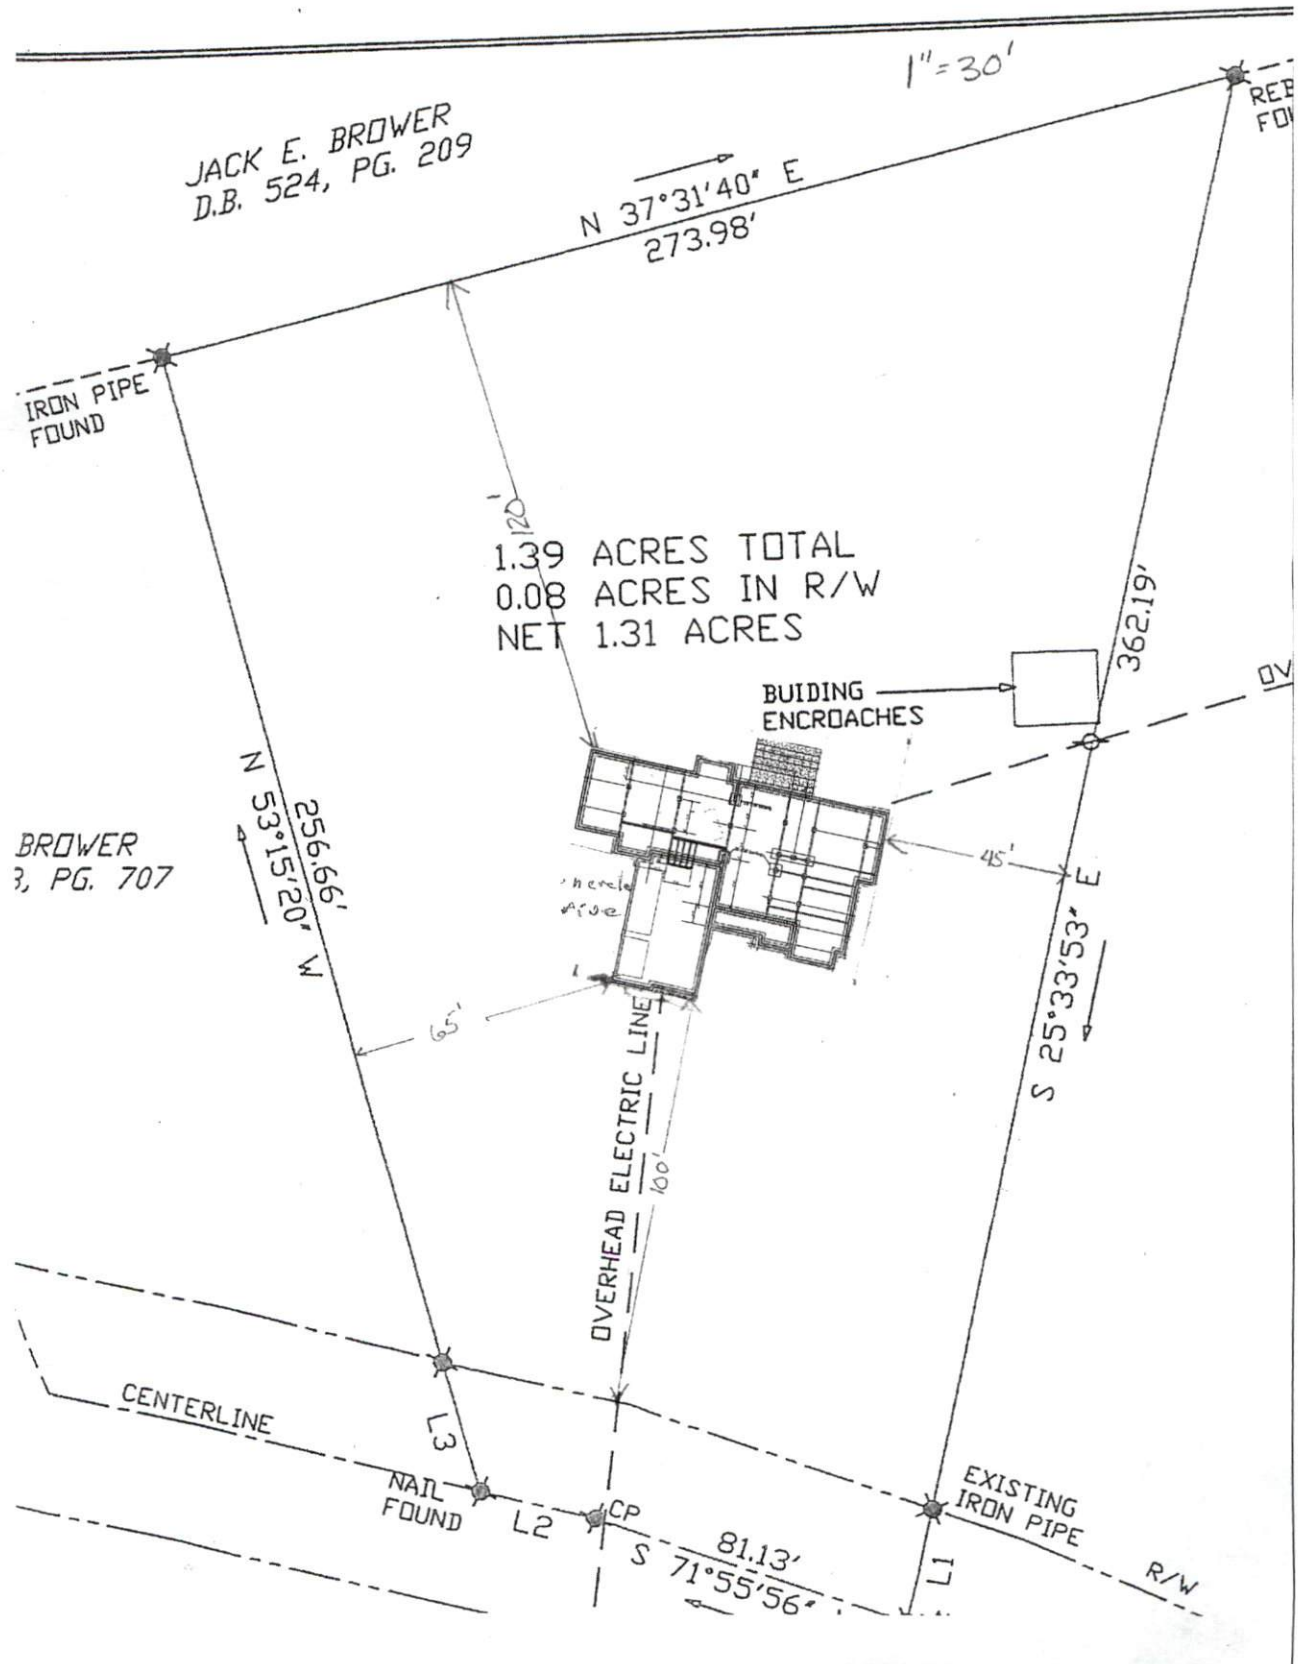 1"=30'
JACK E. BROWER
D.B. 524, PG. 209
REB
FOU
N 37°31'40" E
273.98'
IRON PIPE
FOUND
120'
1.39 ACRES TOTAL
0.08 ACRES IN R/W
NET 1.31 ACRES
362.19'
BUIDING
ENCROACHES
OV
N 53°15'20" W
256.66'
BROWER
PG. 707
45'
S 25°33'53" E
65'
OVERHEAD ELECTRIC LINE
100'
CENTERLINE
L3
NAIL
FOUND
L2
CP
81.13'
S 71°55'56"
L1
EXISTING
IRON PIPE
R/W